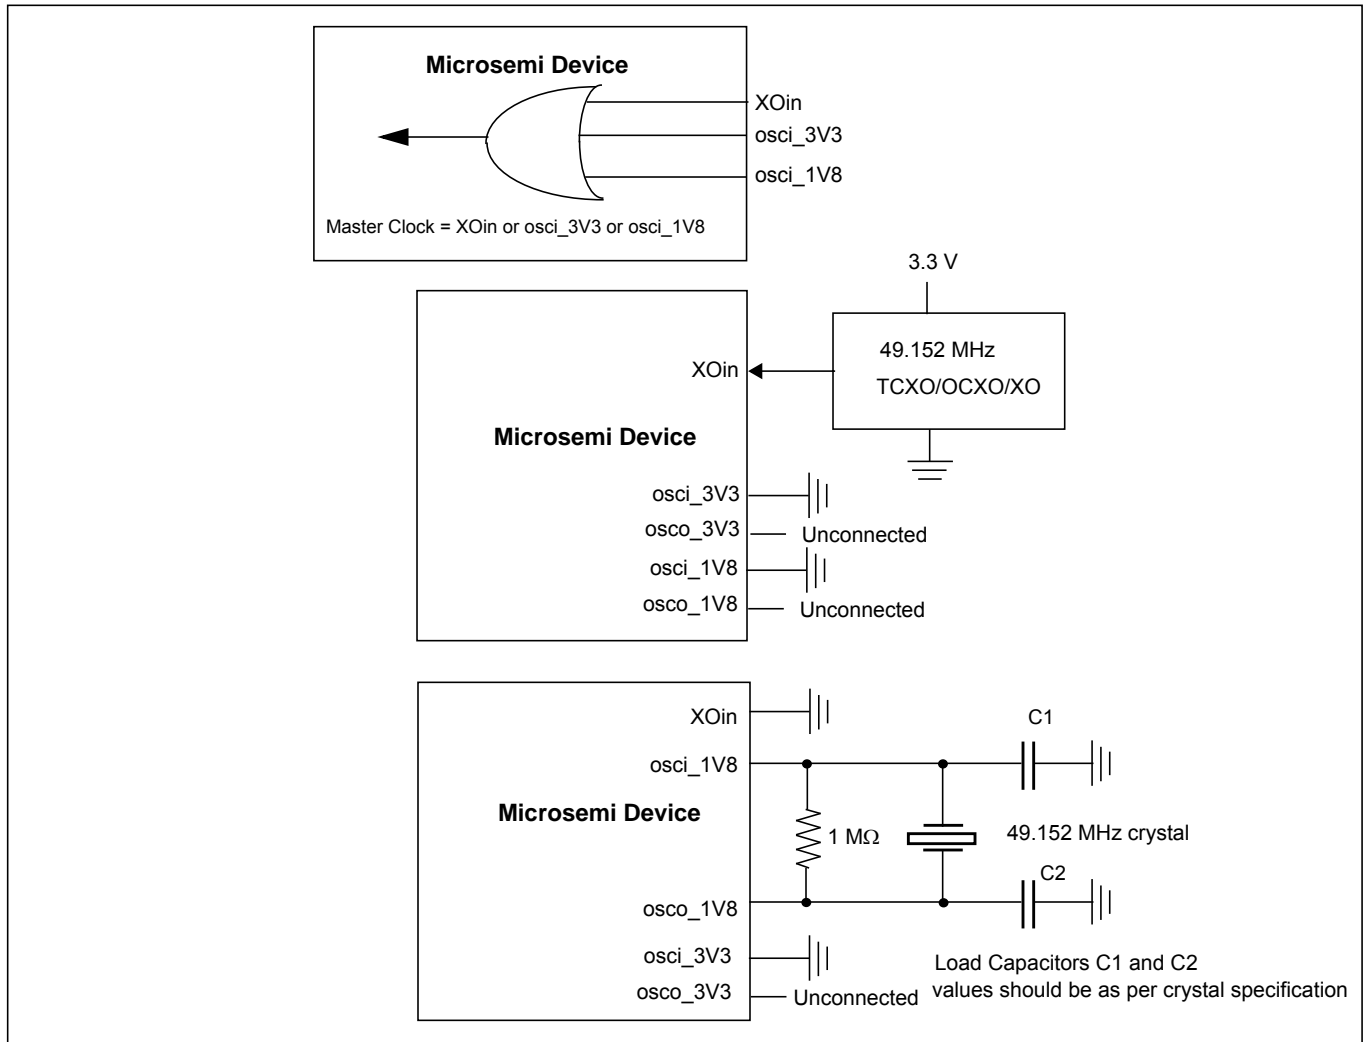 Microsemi Device
XOin
osci_3V3
osci_1V8
Master Clock = XOin or osci_3V3 or osci_1V8
3.3 V
49.152 MHz
TCXO/OCXO/XO
XOin
Microsemi Device
osci_3V3
osco_3V3
Unconnected
osci_1V8
osco_1V8
Unconnected
XOin
C1
osci_1V8
Microsemi Device
1 MΩ
49.152 MHz crystal
C2
osco_1V8
osci_3V3
osco_3V3
Unconnected
Load Capacitors C1 and C2
values should be as per crystal specification